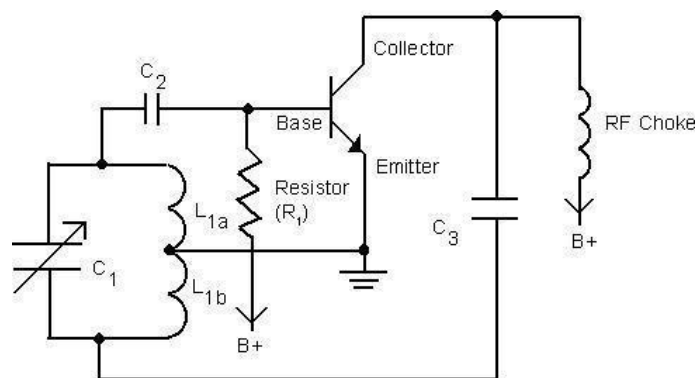 Collector
C2
RF Choke
Base
Emitter
Resistor
(R1)
L1a
C3
B+
C1
L1b
B+